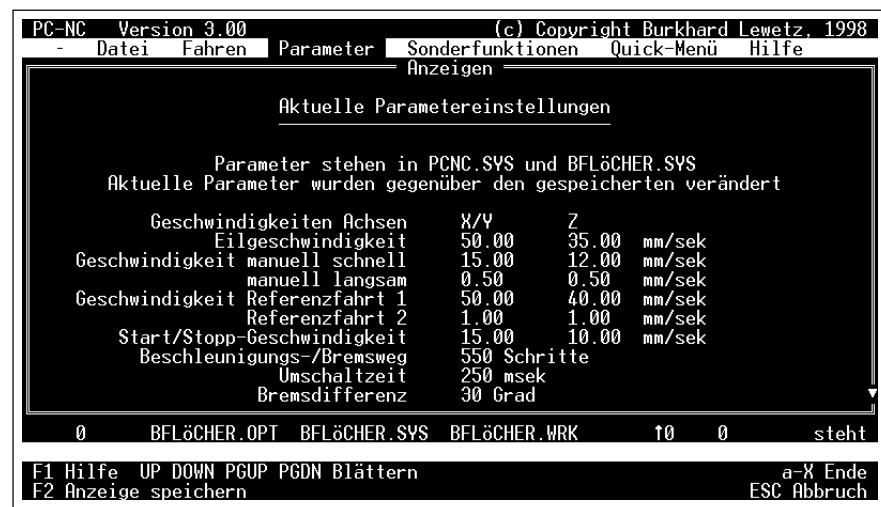 PC-NC Version 3.00 (c) Copyright Burkhard Lewetz, 1998
- Datei Fahren Parameter Sonderfunktionen Quick-Menü Hilfe
Anzeigen
Aktuelle Parametereinstellungen
Parameter stehen in PCNC.SYS und BFLöCHER.SYS
Aktuelle Parameter wurden gegenüber den gespeicherten verändert
Geschwindigkeiten Achsen X/Y Z
Eilgeschwindigkeit 50.00 35.00 mm/sek
Geschwindigkeit manuell schnell 15.00 12.00 mm/sek
manuell langsam 0.50 0.50 mm/sek
Geschwindigkeit Referenzfahrt 1 50.00 40.00 mm/sek
Referenzfahrt 2 1.00 1.00 mm/sek
Start/Stopp-Geschwindigkeit 15.00 10.00 mm/sek
Beschleunigungs-/Bremsweg 550 Schritte
Umschaltzeit 250 msek
Bremsdifferenz 30 Grad
0 BFLöCHER.OPT BFLöCHER.SYS BFLöCHER.WRK ↑0 0 steht
F1 Hilfe UP DOWN PGUP PGDN Blättern a-X Ende
F2 Anzeige speichern ESC Abbruch